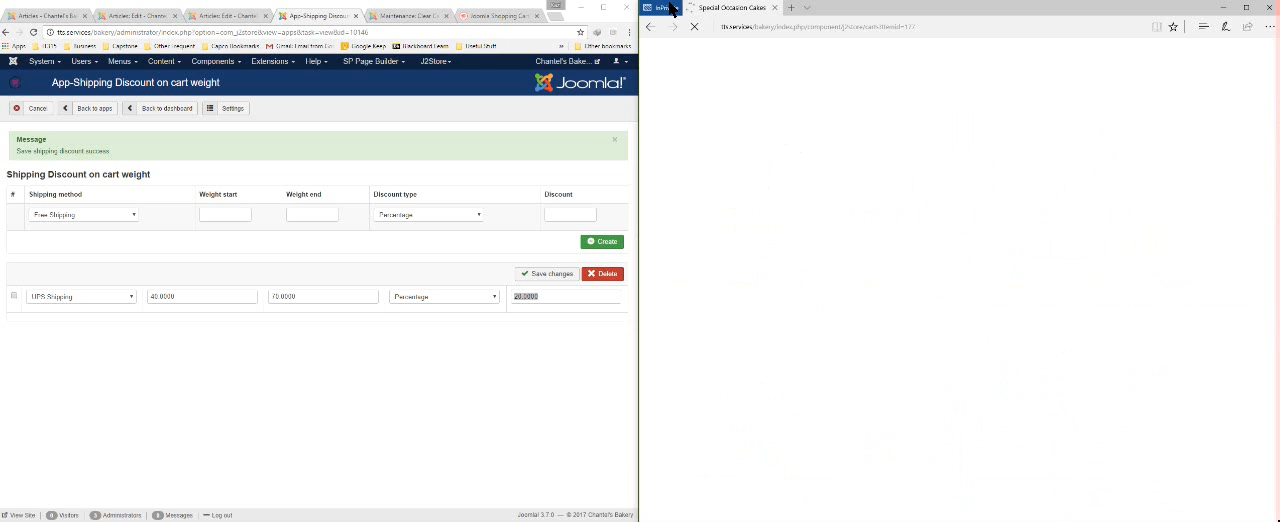 Articles - Chantel's Ba
Articles: Edit - Chante
Articles: Edit - Chante
App-Shipping Discoun
Maintenance: Clear C
Joomla Shopping Cart
tts.services/bakery/administrator/index.php?option=com_j2store&view=apps&task=view&id=10146
Apps
Business
Capstone
Other Frequent
Capco Bookmarks
Gmail: Email from Go
Google Keep
Blackboard Learn
Useful Stuff
»
Other bookmarks
System
Users
Menus
Content
Components
Extensions
Help
SP Page Builder
J2Store
Chantel's Bake...
App-Shipping Discount on cart weight
Joomla!
Cancel
Back to apps
Back to dashboard
Settings
Message
Save shipping discount success
Shipping Discount on cart weight
# Shipping method Weight start Weight end Discount type Discount
Free Shipping Percentage
Create
Save changes Delete
UPS Shipping 40.0000 70.0000 Percentage 20.0000
View Site
0 Visitors
3 Administrators
0 Messages
Log out
Joomla! 3.7.0 — © 2017 Chantel's Bakery
InPr
Special Occasion Cakes
tts.services/bakery/index.php/component/j2store/carts?Itemid=177